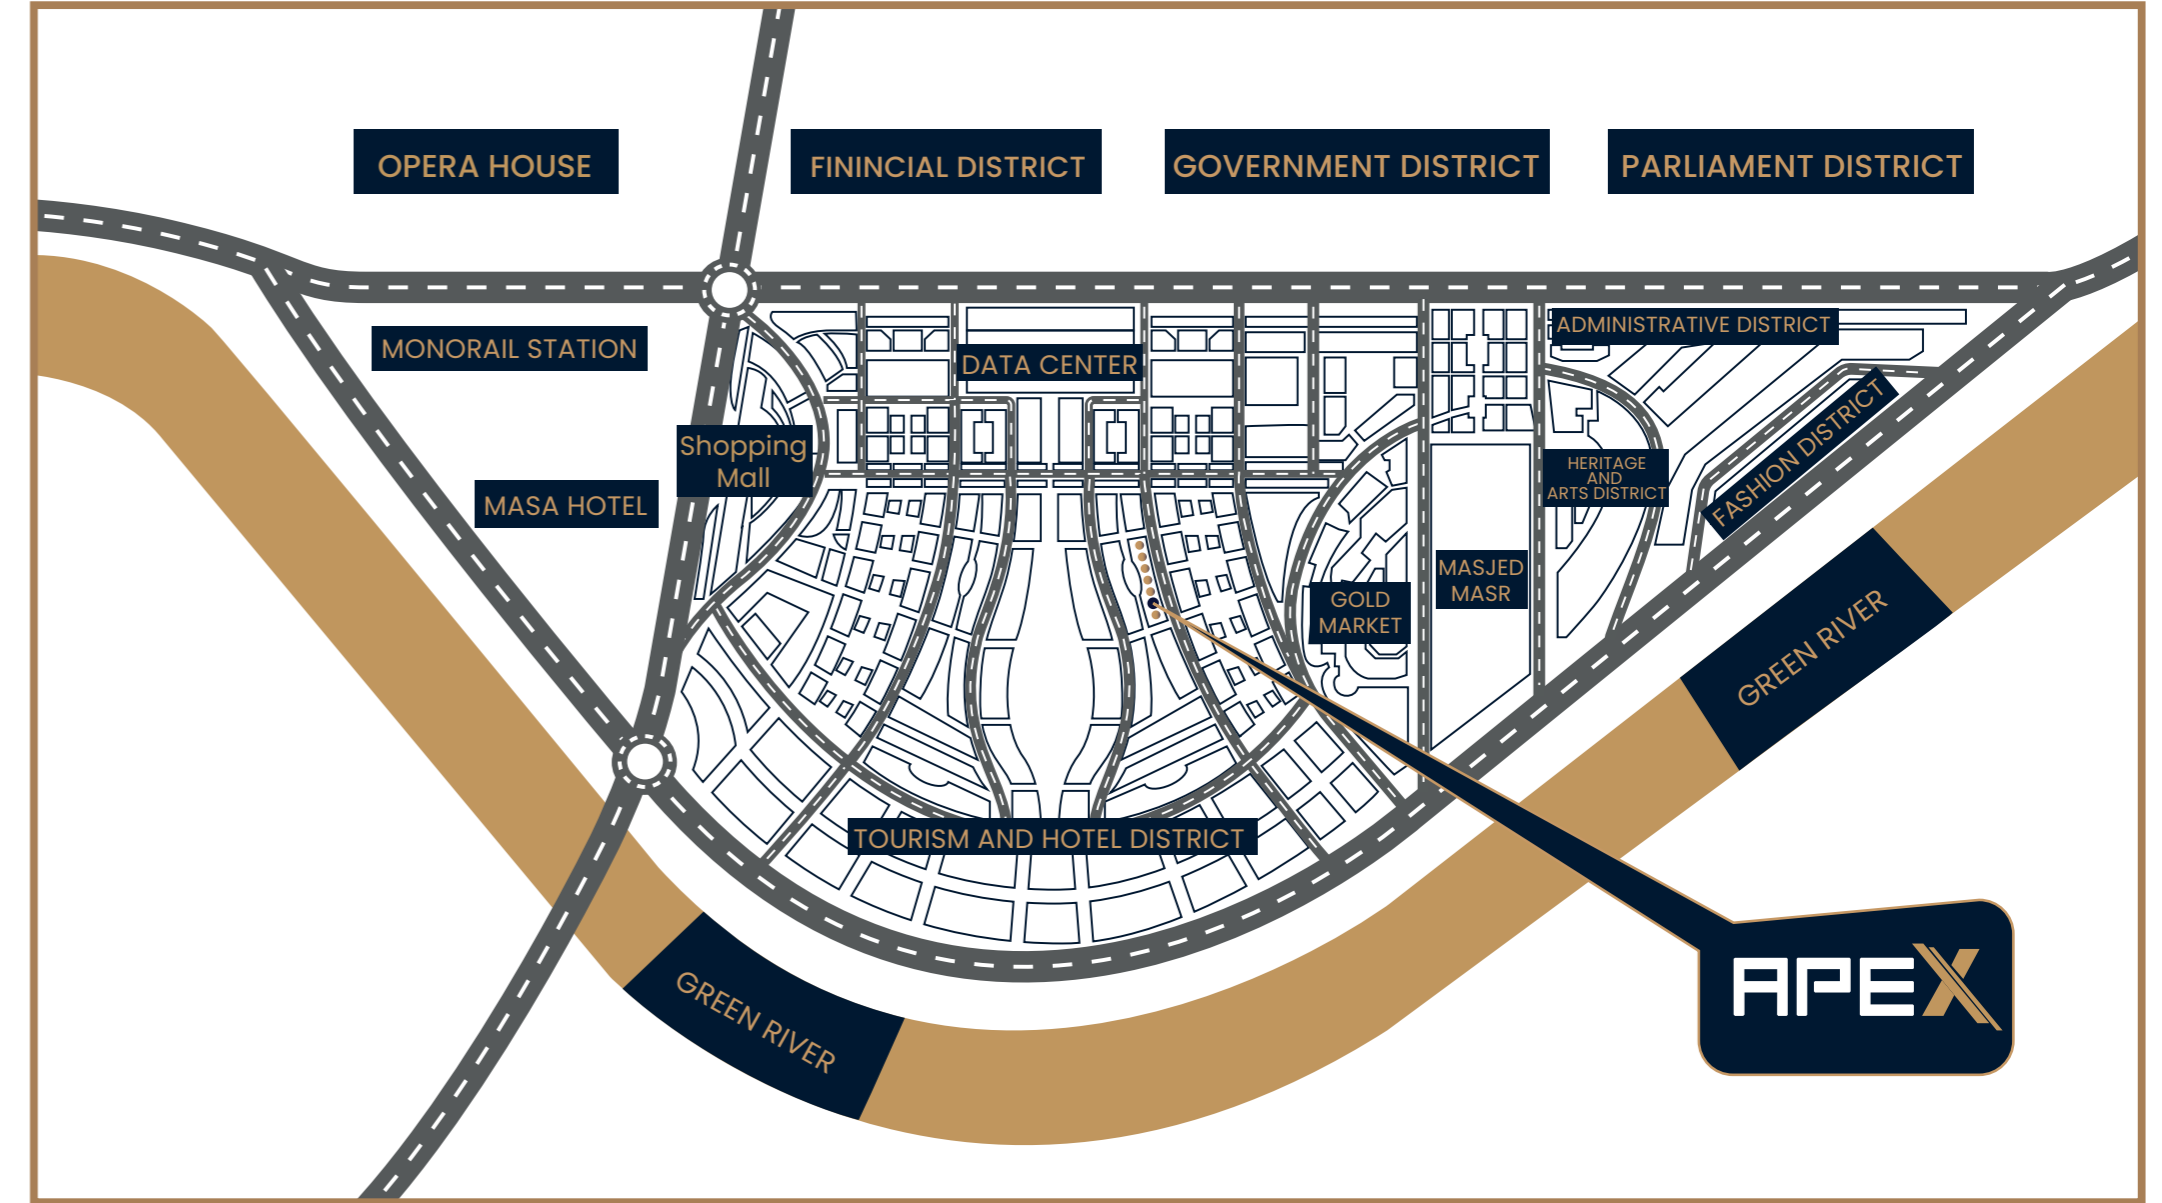 OPERA HOUSE
FININCIAL DISTRICT
GOVERNMENT DISTRICT
PARLIAMENT DISTRICT
MONORAIL STATION
DATA CENTER
ADMINISTRATIVE DISTRICT
Shopping
Mall
MASA HOTEL
HERITAGE
AND
ARTS DISTRICT
FASHION DISTRICT
GOLD
MARKET
MASJED
MASR
GREEN RIVER
TOURISM AND HOTEL DISTRICT
GREEN RIVER
APEX